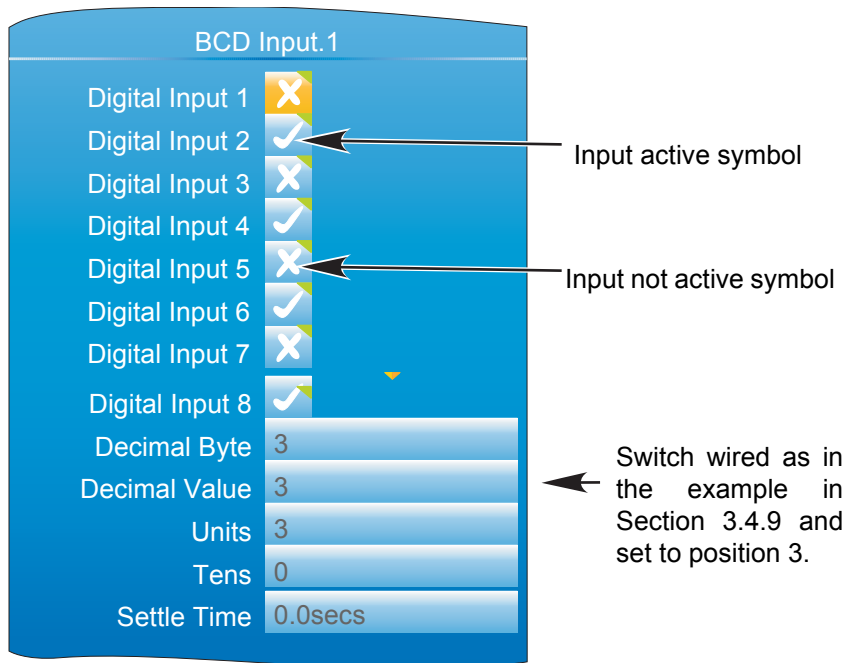 BCD Input.1
Digital Input 1
Digital Input 2
Input active symbol
Digital Input 3
Digital Input 4
Digital Input 5
Input not active symbol
Digital Input 6
Digital Input 7
Digital Input 8
Decimal Byte 3
Decimal Value 3
Units 3
Tens 0
Settle Time 0.0secs
Switch wired as in
the example in
Section 3.4.9 and
set to position 3.